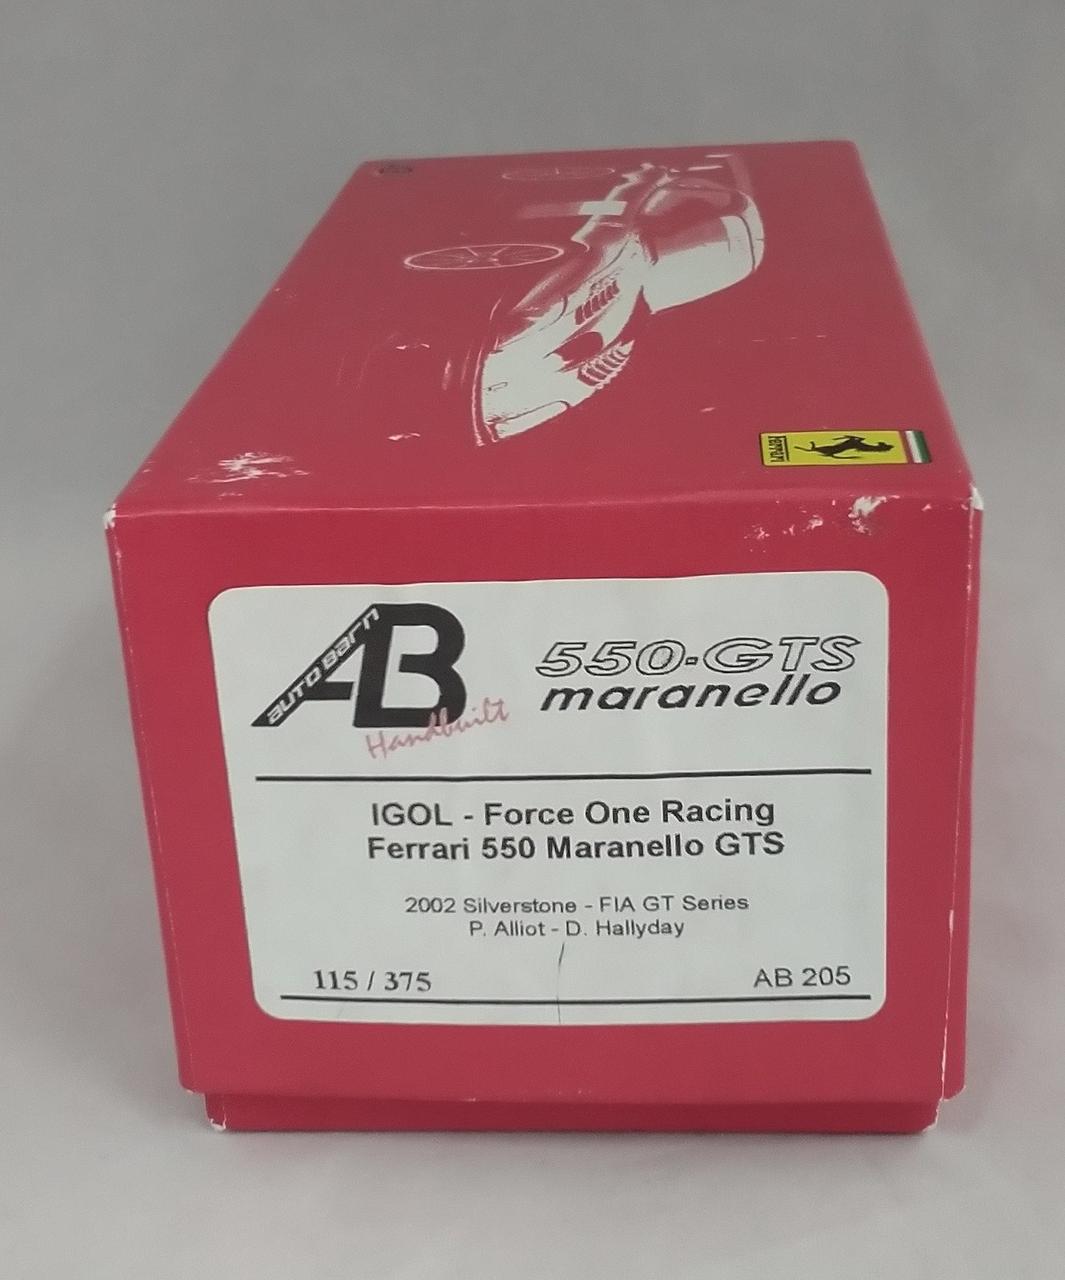 Ferrari
AUTO BARN
AB
Handbuilt
550-GTS
maranello
IGOL - Force One Racing
Ferrari 550 Maranello GTS
2002 Silverstone - FIA GT Series
P. Alliot - D. Hallyday
115 / 375
AB 205